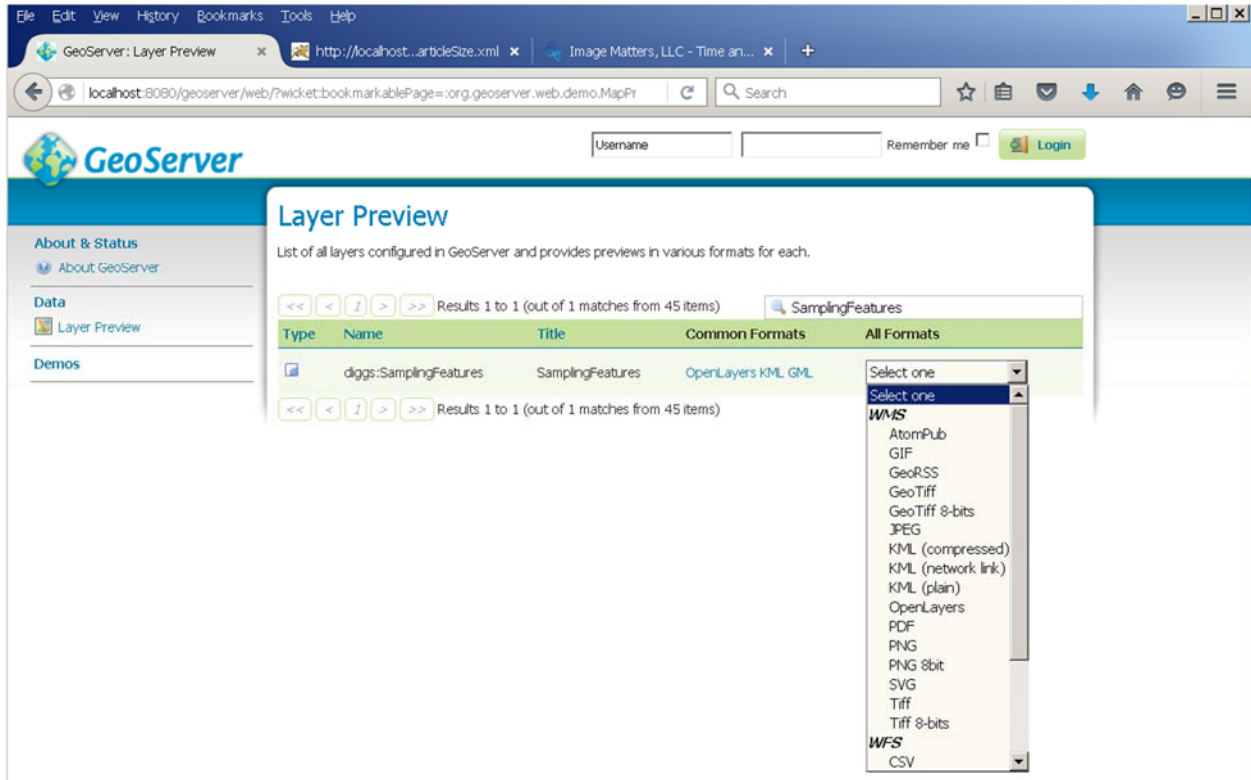 File Edit View History Bookmarks Tools Help
GeoServer: Layer Preview × http://localhost...articleSize.xml × Image Matters, LLC - Time an... × +
localhost:8080/geoserver/web/?wicket:bookmarkablePage=:org.geoserver.web.demo.MapPr Search
GeoServer Username Remember me Login
Layer Preview
List of all layers configured in GeoServer and provides previews in various formats for each.
About & Status
About GeoServer
Data
Layer Preview
Demos
<< < 1 > >> Results 1 to 1 (out of 1 matches from 45 items) SamplingFeatures
Type Name Title Common Formats All Formats
diggs:SamplingFeatures SamplingFeatures OpenLayers KML GML Select one
<< < 1 > >> Results 1 to 1 (out of 1 matches from 45 items)
Select one
WMS
AtomPub
GIF
GeoRSS
GeoTiff
GeoTiff 8-bits
JPEG
KML (compressed)
KML (network link)
KML (plain)
OpenLayers
PDF
PNG
PNG 8bit
SVG
Tiff
Tiff 8-bits
WFS
CSV